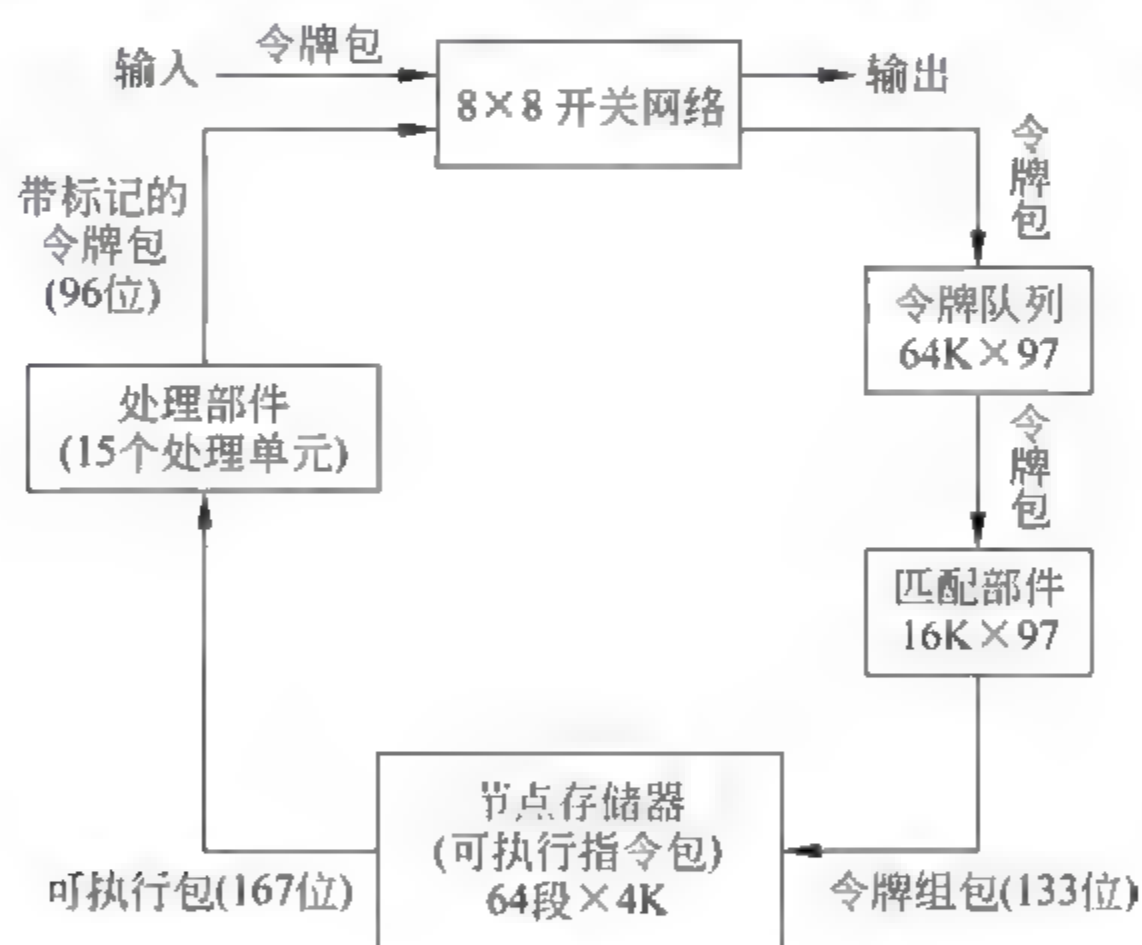 输入
令牌包
8×8 开关网络
输出
令牌包
带标记的
令牌包
(96位)
令牌队列
64K×97
处理部件
(15个处理单元)
令牌包
匹配部件
16K×97
节点存储器
(可执行指令包)
64段×4K
可执行包(167位)
令牌组包(133位)